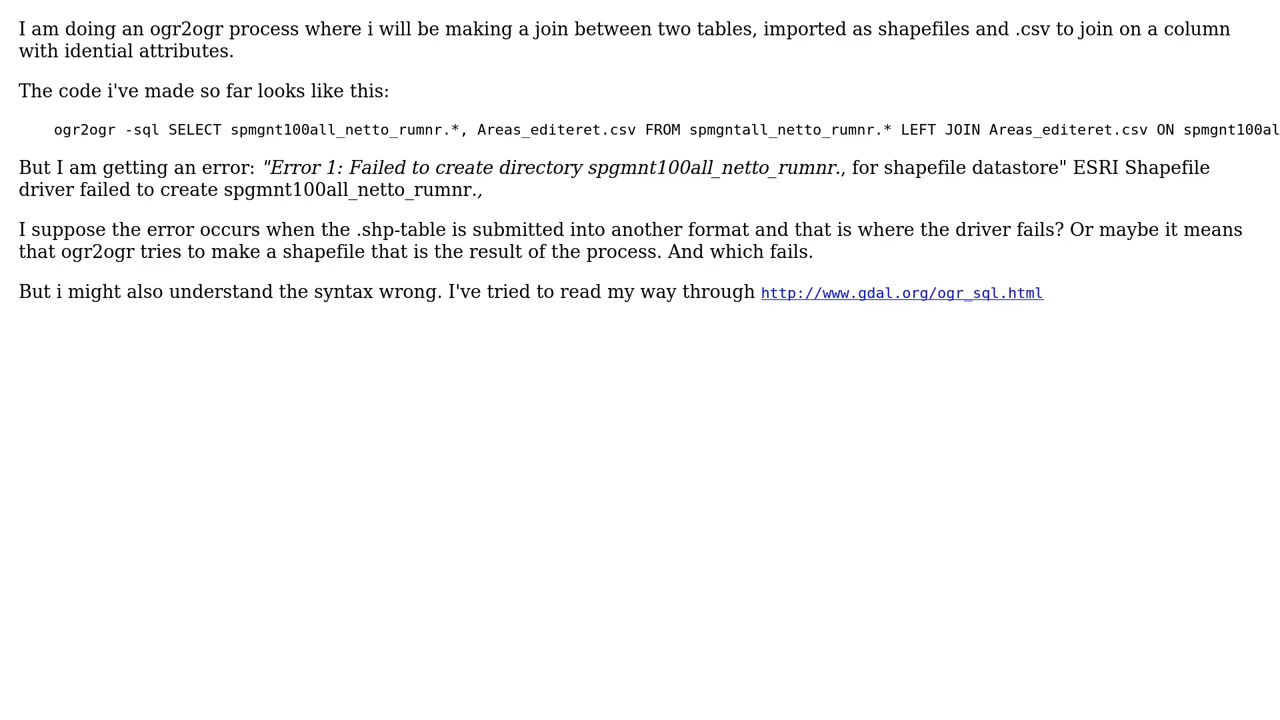 I am doing an ogr2ogr process where i will be making a join between two tables, imported as shapefiles and .csv to join on a column
with idential attributes.
The code i've made so far looks like this:
ogr2ogr -sql SELECT spmgnt100all_netto_rumnr.*, Areas_editeret.csv FROM spmgntall_netto_rumnr.* LEFT JOIN Areas_editeret.csv ON spmgnt100al
But I am getting an error: "Error 1: Failed to create directory spgmnt100all_netto_rumnr., for shapefile datastore" ESRI Shapefile
driver failed to create spgmnt100all_netto_rumnr.,
I suppose the error occurs when the .shp-table is submitted into another format and that is where the driver fails? Or maybe it means
that ogr2ogr tries to make a shapefile that is the result of the process. And which fails.
But i might also understand the syntax wrong. I've tried to read my way through http://www.gdal.org/ogr_sql.html